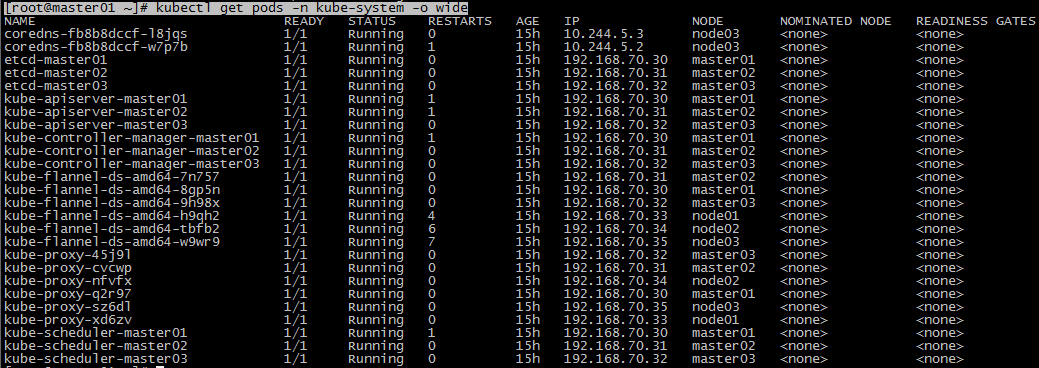 [root@master01 ~]# kubectl get pods -n kube-system -o wide
NAME READY STATUS RESTARTS AGE IP NODE NOMINATED NODE READINESS GATES
coredns-fb8b8dccf-l8jqs 1/1 Running 0 15h 10.244.5.3 node03 <none> <none>
coredns-fb8b8dccf-w7p7b 1/1 Running 1 15h 10.244.5.2 node03 <none> <none>
etcd-master01 1/1 Running 0 15h 192.168.70.30 master01 <none> <none>
etcd-master02 1/1 Running 0 15h 192.168.70.31 master02 <none> <none>
etcd-master03 1/1 Running 0 15h 192.168.70.32 master03 <none> <none>
kube-apiserver-master01 1/1 Running 1 15h 192.168.70.30 master01 <none> <none>
kube-apiserver-master02 1/1 Running 1 15h 192.168.70.31 master02 <none> <none>
kube-apiserver-master03 1/1 Running 0 15h 192.168.70.32 master03 <none> <none>
kube-controller-manager-master01 1/1 Running 1 15h 192.168.70.30 master01 <none> <none>
kube-controller-manager-master02 1/1 Running 0 15h 192.168.70.31 master02 <none> <none>
kube-controller-manager-master03 1/1 Running 0 15h 192.168.70.32 master03 <none> <none>
kube-flannel-ds-amd64-7n757 1/1 Running 0 15h 192.168.70.31 master02 <none> <none>
kube-flannel-ds-amd64-8gp5n 1/1 Running 0 15h 192.168.70.30 master01 <none> <none>
kube-flannel-ds-amd64-9h98x 1/1 Running 0 15h 192.168.70.32 master03 <none> <none>
kube-flannel-ds-amd64-h9qh2 1/1 Running 4 15h 192.168.70.33 node01 <none> <none>
kube-flannel-ds-amd64-tbfb2 1/1 Running 6 15h 192.168.70.34 node02 <none> <none>
kube-flannel-ds-amd64-w9wr9 1/1 Running 7 15h 192.168.70.35 node03 <none> <none>
kube-proxy-45j9l 1/1 Running 0 15h 192.168.70.32 master03 <none> <none>
kube-proxy-cvcwp 1/1 Running 0 15h 192.168.70.31 master02 <none> <none>
kube-proxy-nfvfx 1/1 Running 0 15h 192.168.70.34 node02 <none> <none>
kube-proxy-q2r97 1/1 Running 0 15h 192.168.70.30 master01 <none> <none>
kube-proxy-sz6dl 1/1 Running 0 15h 192.168.70.35 node03 <none> <none>
kube-proxy-xd6zv 1/1 Running 0 15h 192.168.70.33 node01 <none> <none>
kube-scheduler-master01 1/1 Running 1 15h 192.168.70.30 master01 <none> <none>
kube-scheduler-master02 1/1 Running 0 15h 192.168.70.31 master02 <none> <none>
kube-scheduler-master03 1/1 Running 0 15h 192.168.70.32 master03 <none> <none>